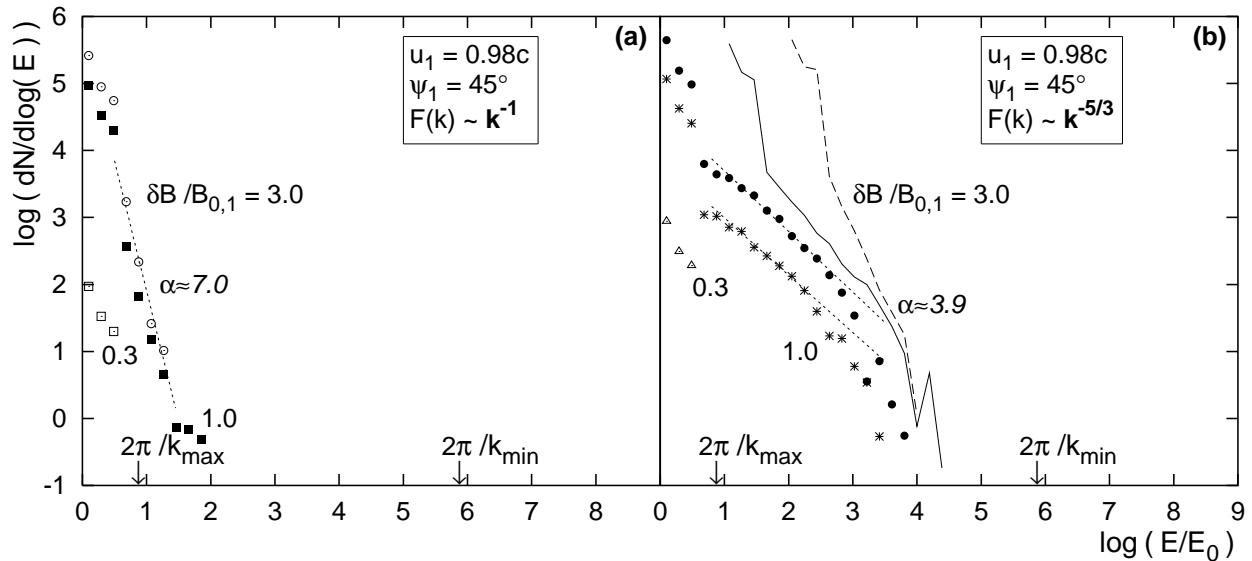 log ( dN/dlog( E ) )
6
5
4
3
2
1
0
-1
(a)
u1 = 0.98c
ψ1 = 45°
F(k) ~ k-1
δB /B0,1 = 3.0
α≈7.0
0.3
1.0
2π /kmax
2π /kmin
0 1 2 3 4 5 6 7 8
(b)
u1 = 0.98c
ψ1 = 45°
F(k) ~ k-5/3
δB /B0,1 = 3.0
0.3
α≈3.9
1.0
2π /kmax
2π /kmin
0 1 2 3 4 5 6 7 8 9
log ( E/E0 )